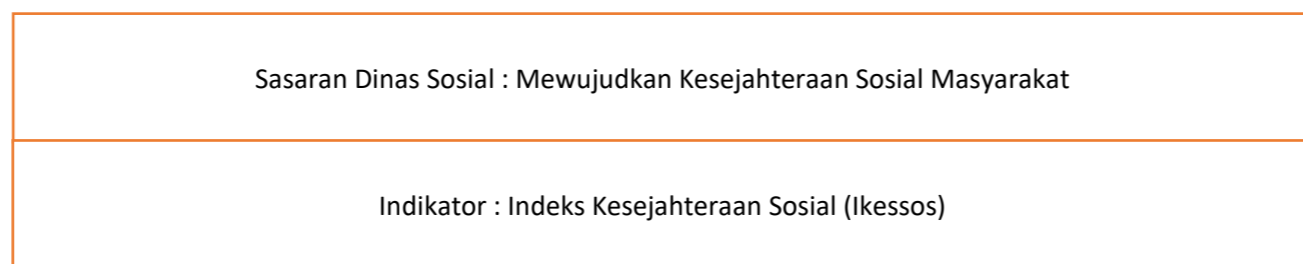 Sasaran Dinas Sosial : Mewujudkan Kesejahteraan Sosial Masyarakat
Indikator : Indeks Kesejahteraan Sosial (Ikessos)